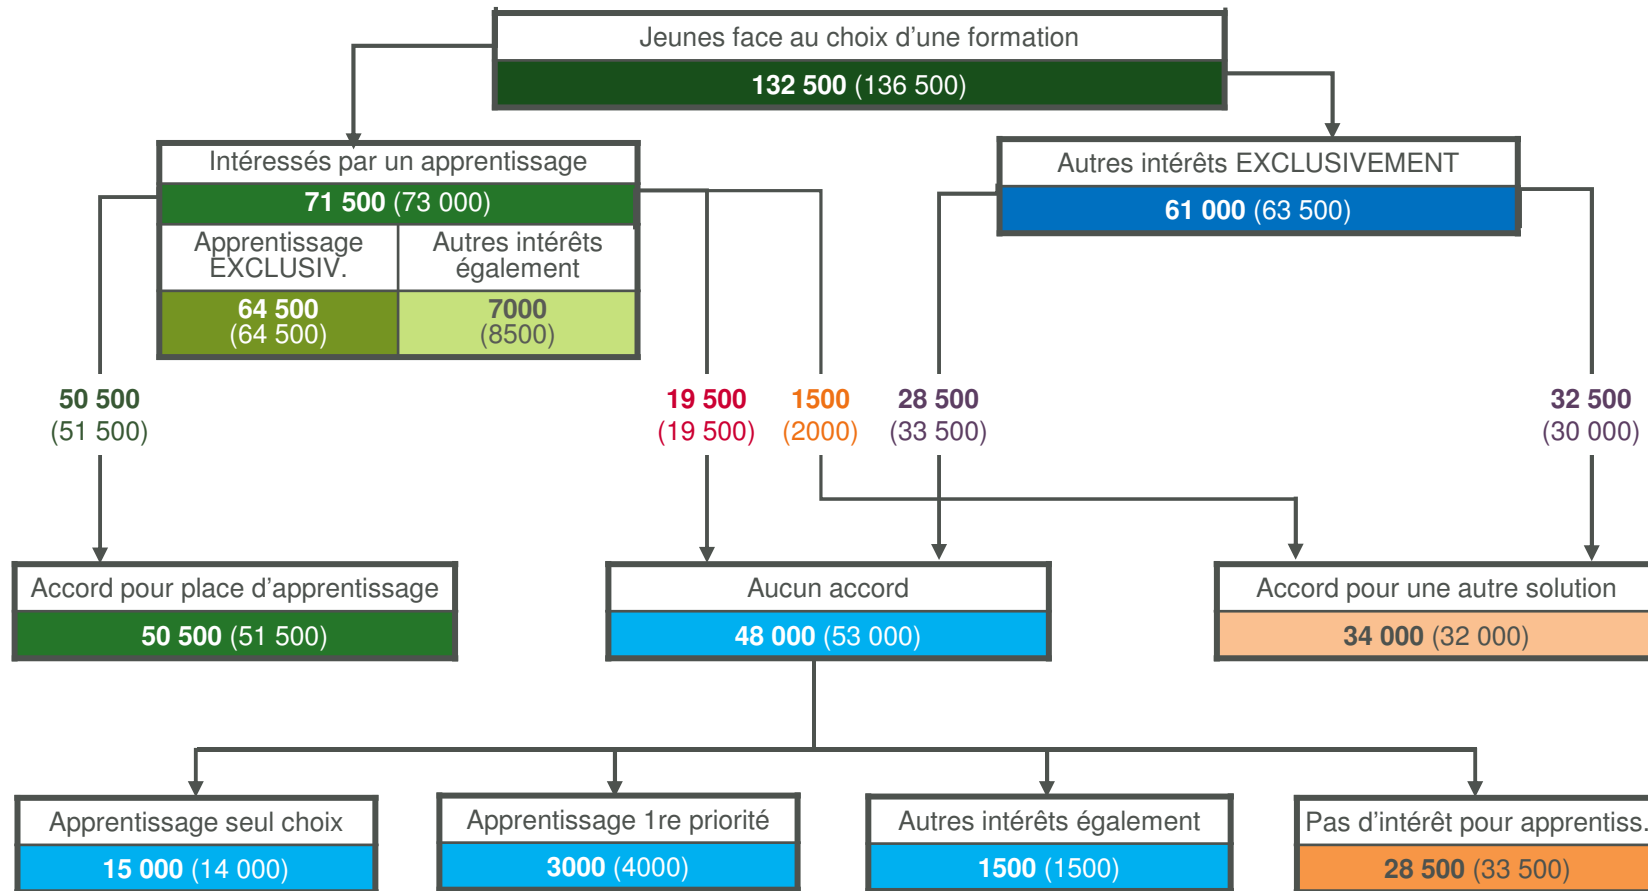 Jeunes face au choix d'une formation
132 500 (136 500)
Intéressés par un apprentissage
71 500 (73 000)
Apprentissage
EXCLUSIV.
64 500
(64 500)
Autres intérêts
également
7000
(8500)
Autres intérêts EXCLUSIVEMENT
61 000 (63 500)
50 500
(51 500)
19 500
(19 500)
1500
(2000)
28 500
(33 500)
32 500
(30 000)
Accord pour place d'apprentissage
50 500 (51 500)
Aucun accord
48 000 (53 000)
Accord pour une autre solution
34 000 (32 000)
Apprentissage seul choix
15 000 (14 000)
Apprentissage 1re priorité
3000 (4000)
Autres intérêts également
1500 (1500)
Pas d'intérêt pour apprentiss.
28 500 (33 500)